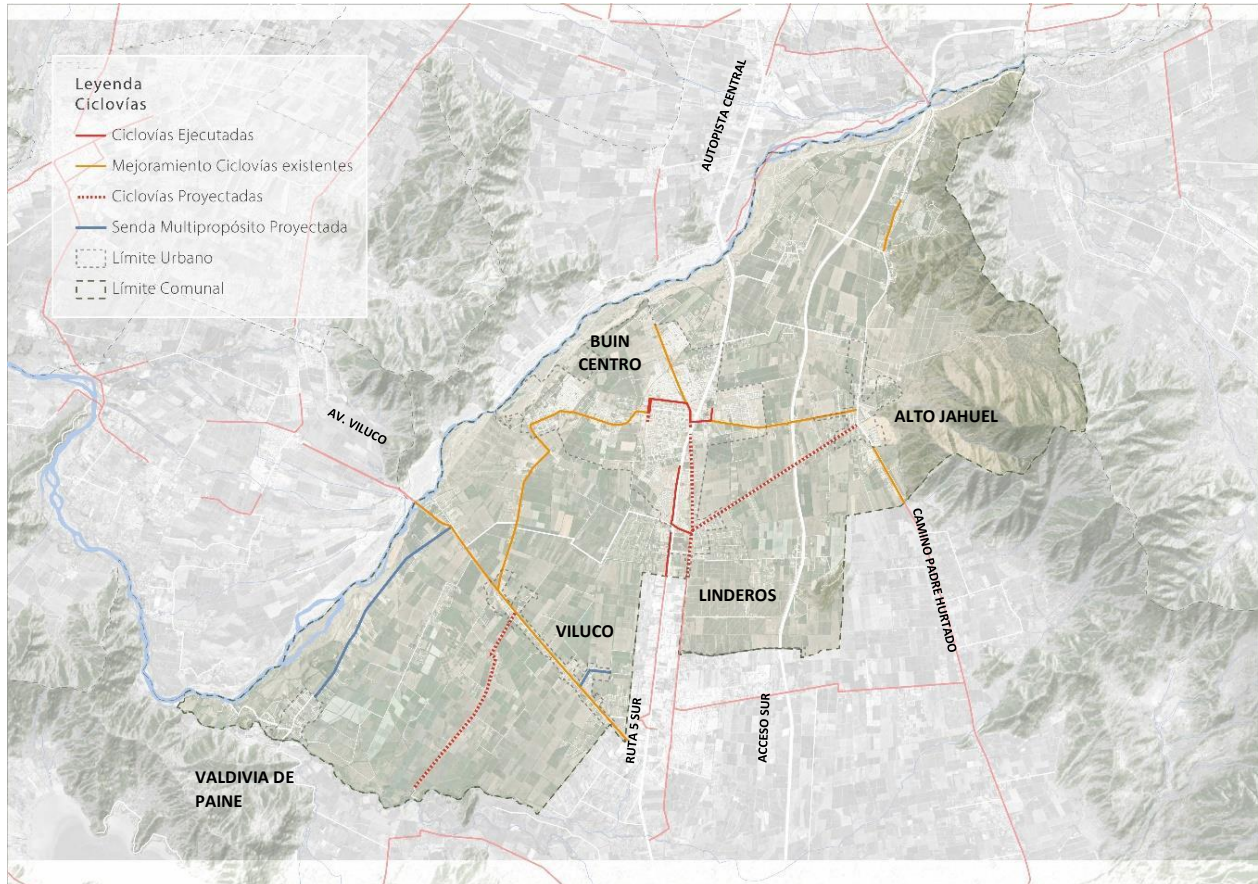 Leyenda
Ciclovías
Ciclovías Ejecutadas
Mejoramiento Ciclovías existentes
Ciclovías Proyectadas
Senda Multipropósito Proyectada
Límite Urbano
Límite Comunal
AUTOPISTA CENTRAL
BUIN
CENTRO
AV. VILUCO
ALTO JAHUEL
CAMINO PADRE HURTADO
LINDEROS
VILUCO
RUTA 5 SUR
ACCESO SUR
VALDIVIA DE
PAINE